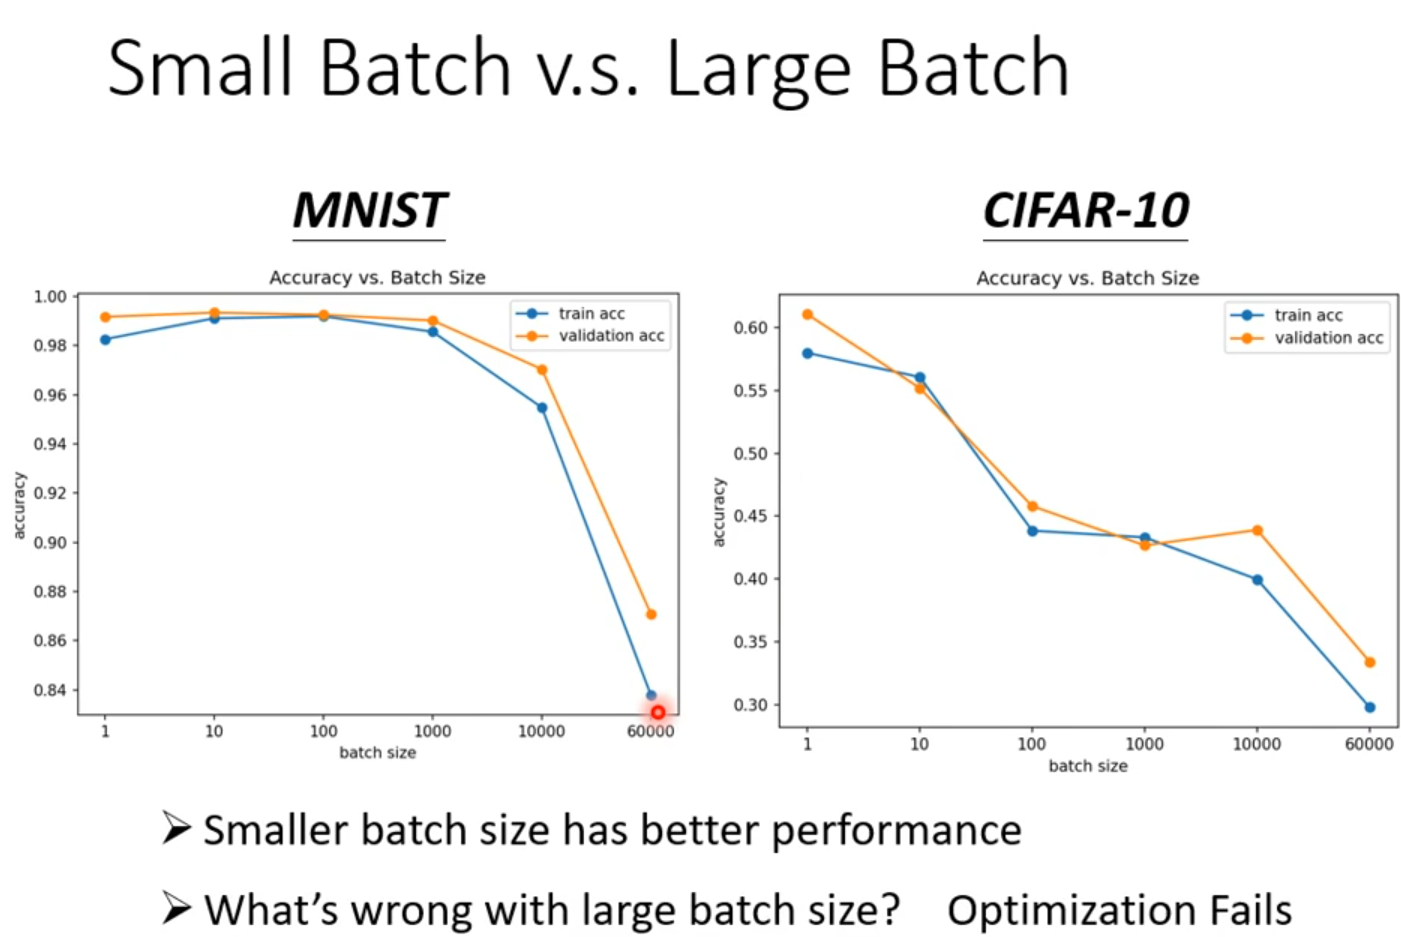 Small Batch v.s. Large Batch
MNIST
Accuracy vs. Batch Size
train acc
validation acc
1.00
0.98
0.96
0.94
0.92
0.90
0.88
0.86
0.84
accuracy
1 10 100 1000 10000 60000
batch size
CIFAR-10
Accuracy vs. Batch Size
train acc
validation acc
0.60
0.55
0.50
0.45
0.40
0.35
0.30
accuracy
1 10 100 1000 10000 60000
batch size
➢ Smaller batch size has better performance
➢ What’s wrong with large batch size? Optimization Fails